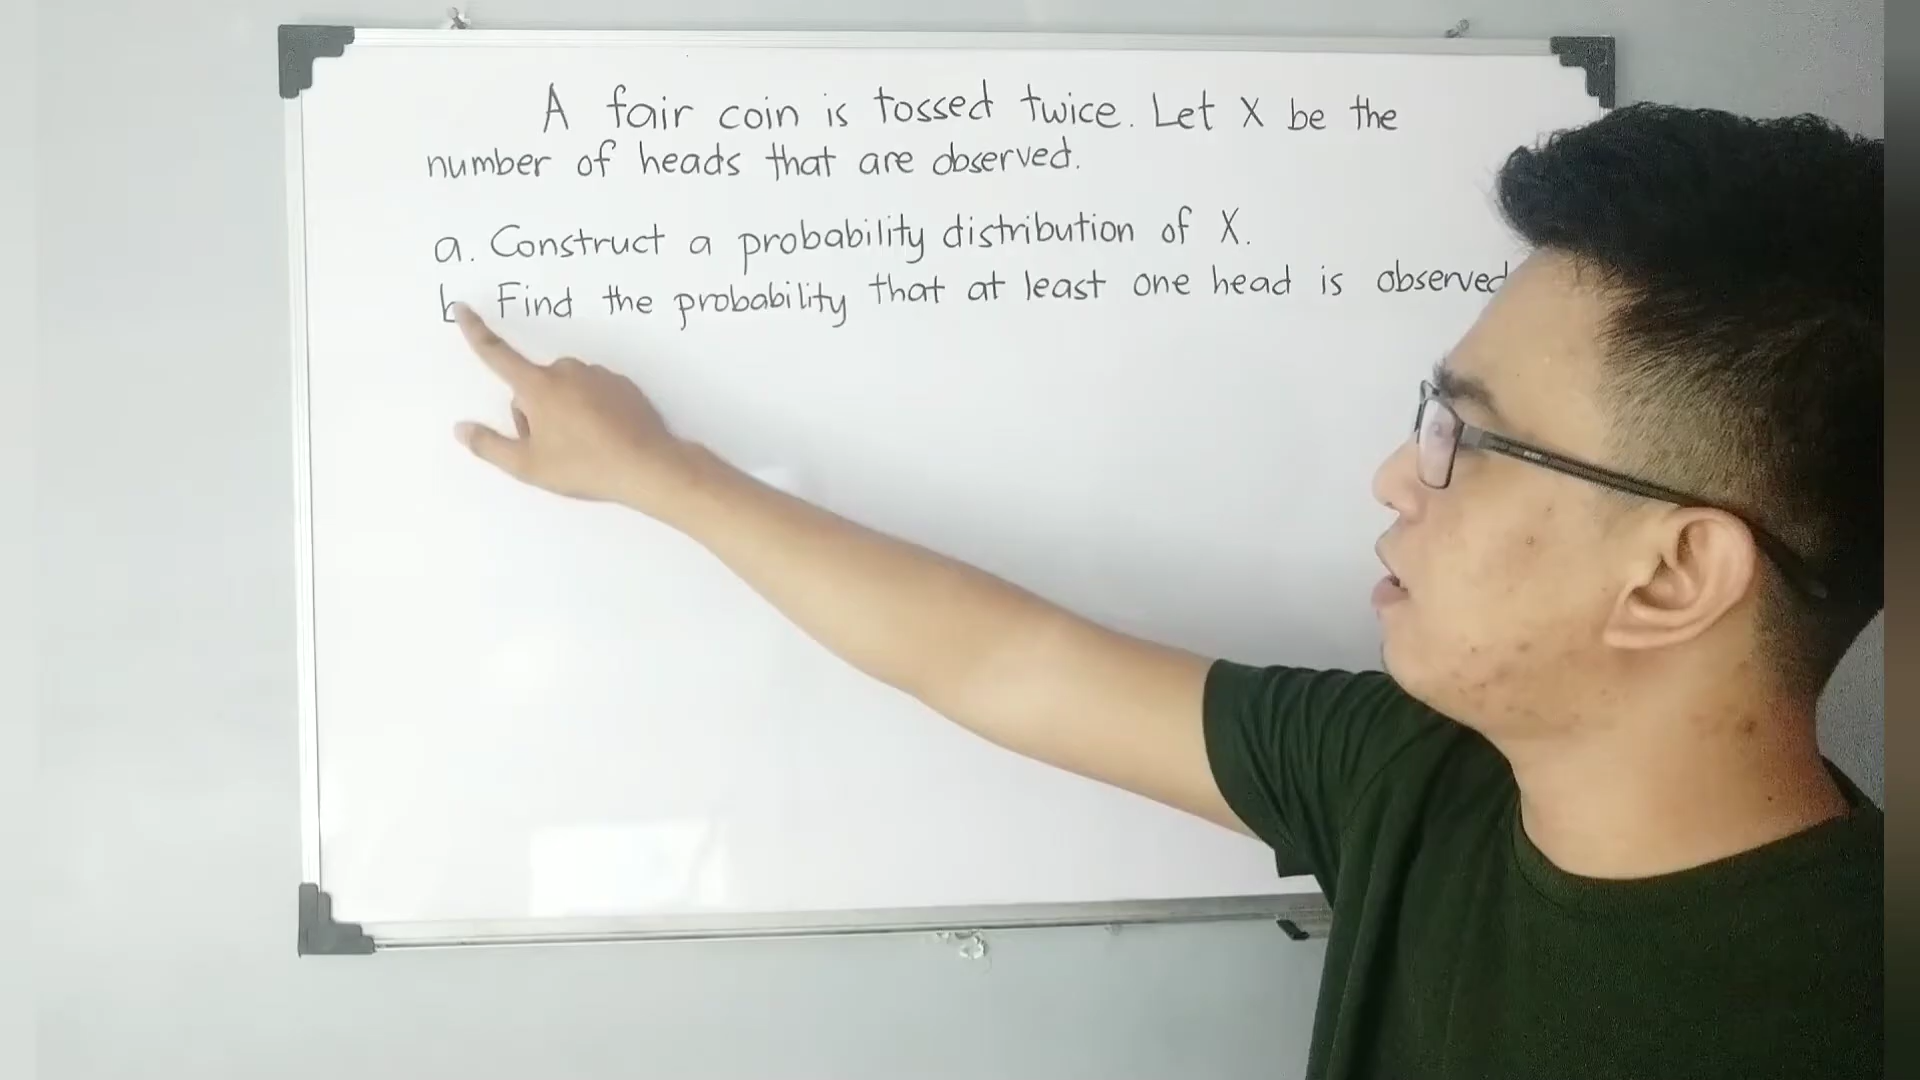 A fair coin is tossed twice. Let X be the
number of heads that are observed.
a. Construct a probability distribution of X.
b Find the probability that at least one head is observed